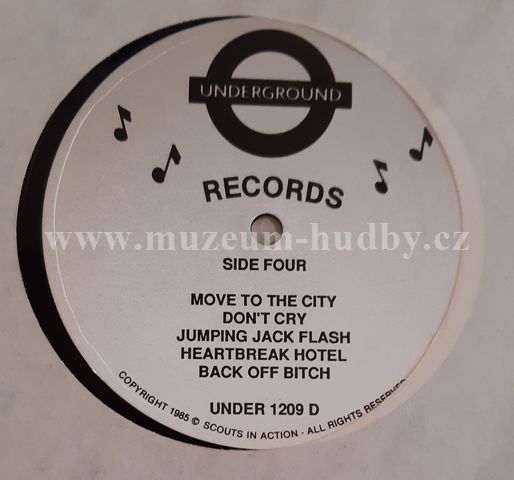 UNDERGROUND
RECORDS
www.muzeum-hudby.cz
SIDE FOUR
MOVE TO THE CITY
DON'T CRY
JUMPING JACK FLASH
HEARTBREAK HOTEL
BACK OFF BITCH
UNDER 1209 D
COPYRIGHT 1985 © SCOUTS IN ACTION - ALL RIGHTS RESERVED